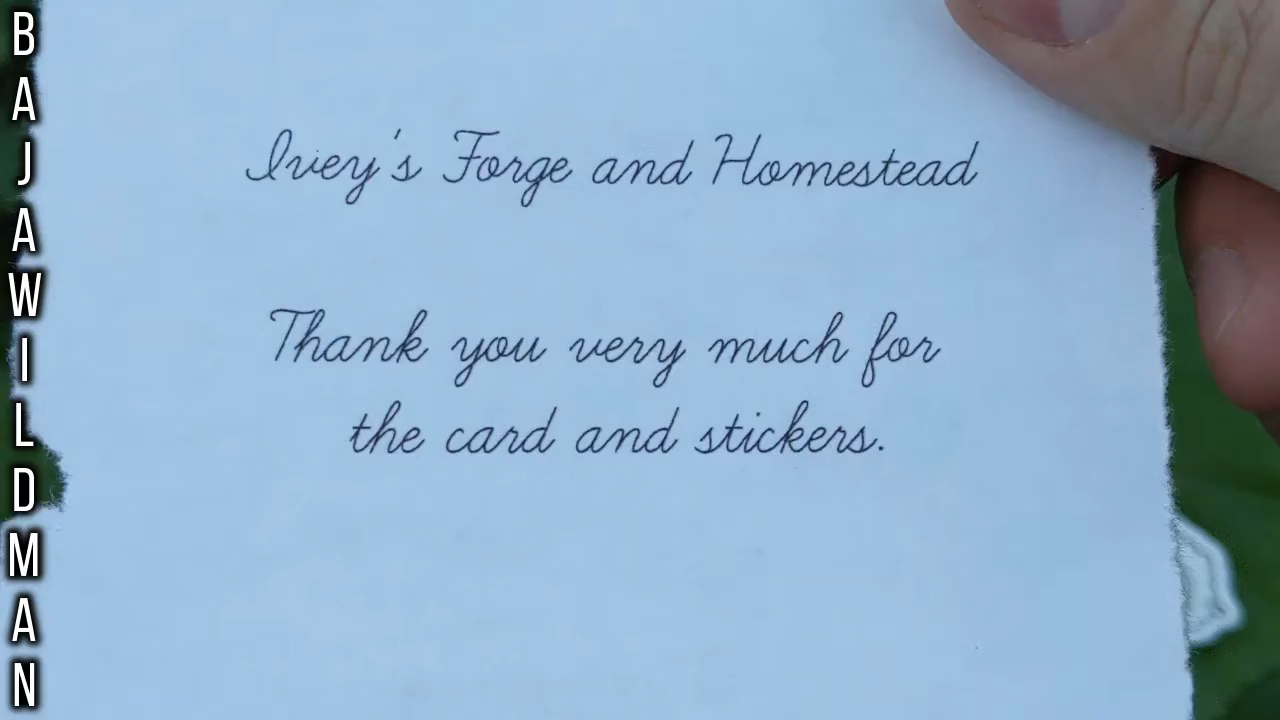 BAJAWILDMAN
Ivey's Forge and Homestead
Thank you very much for
the card and stickers.